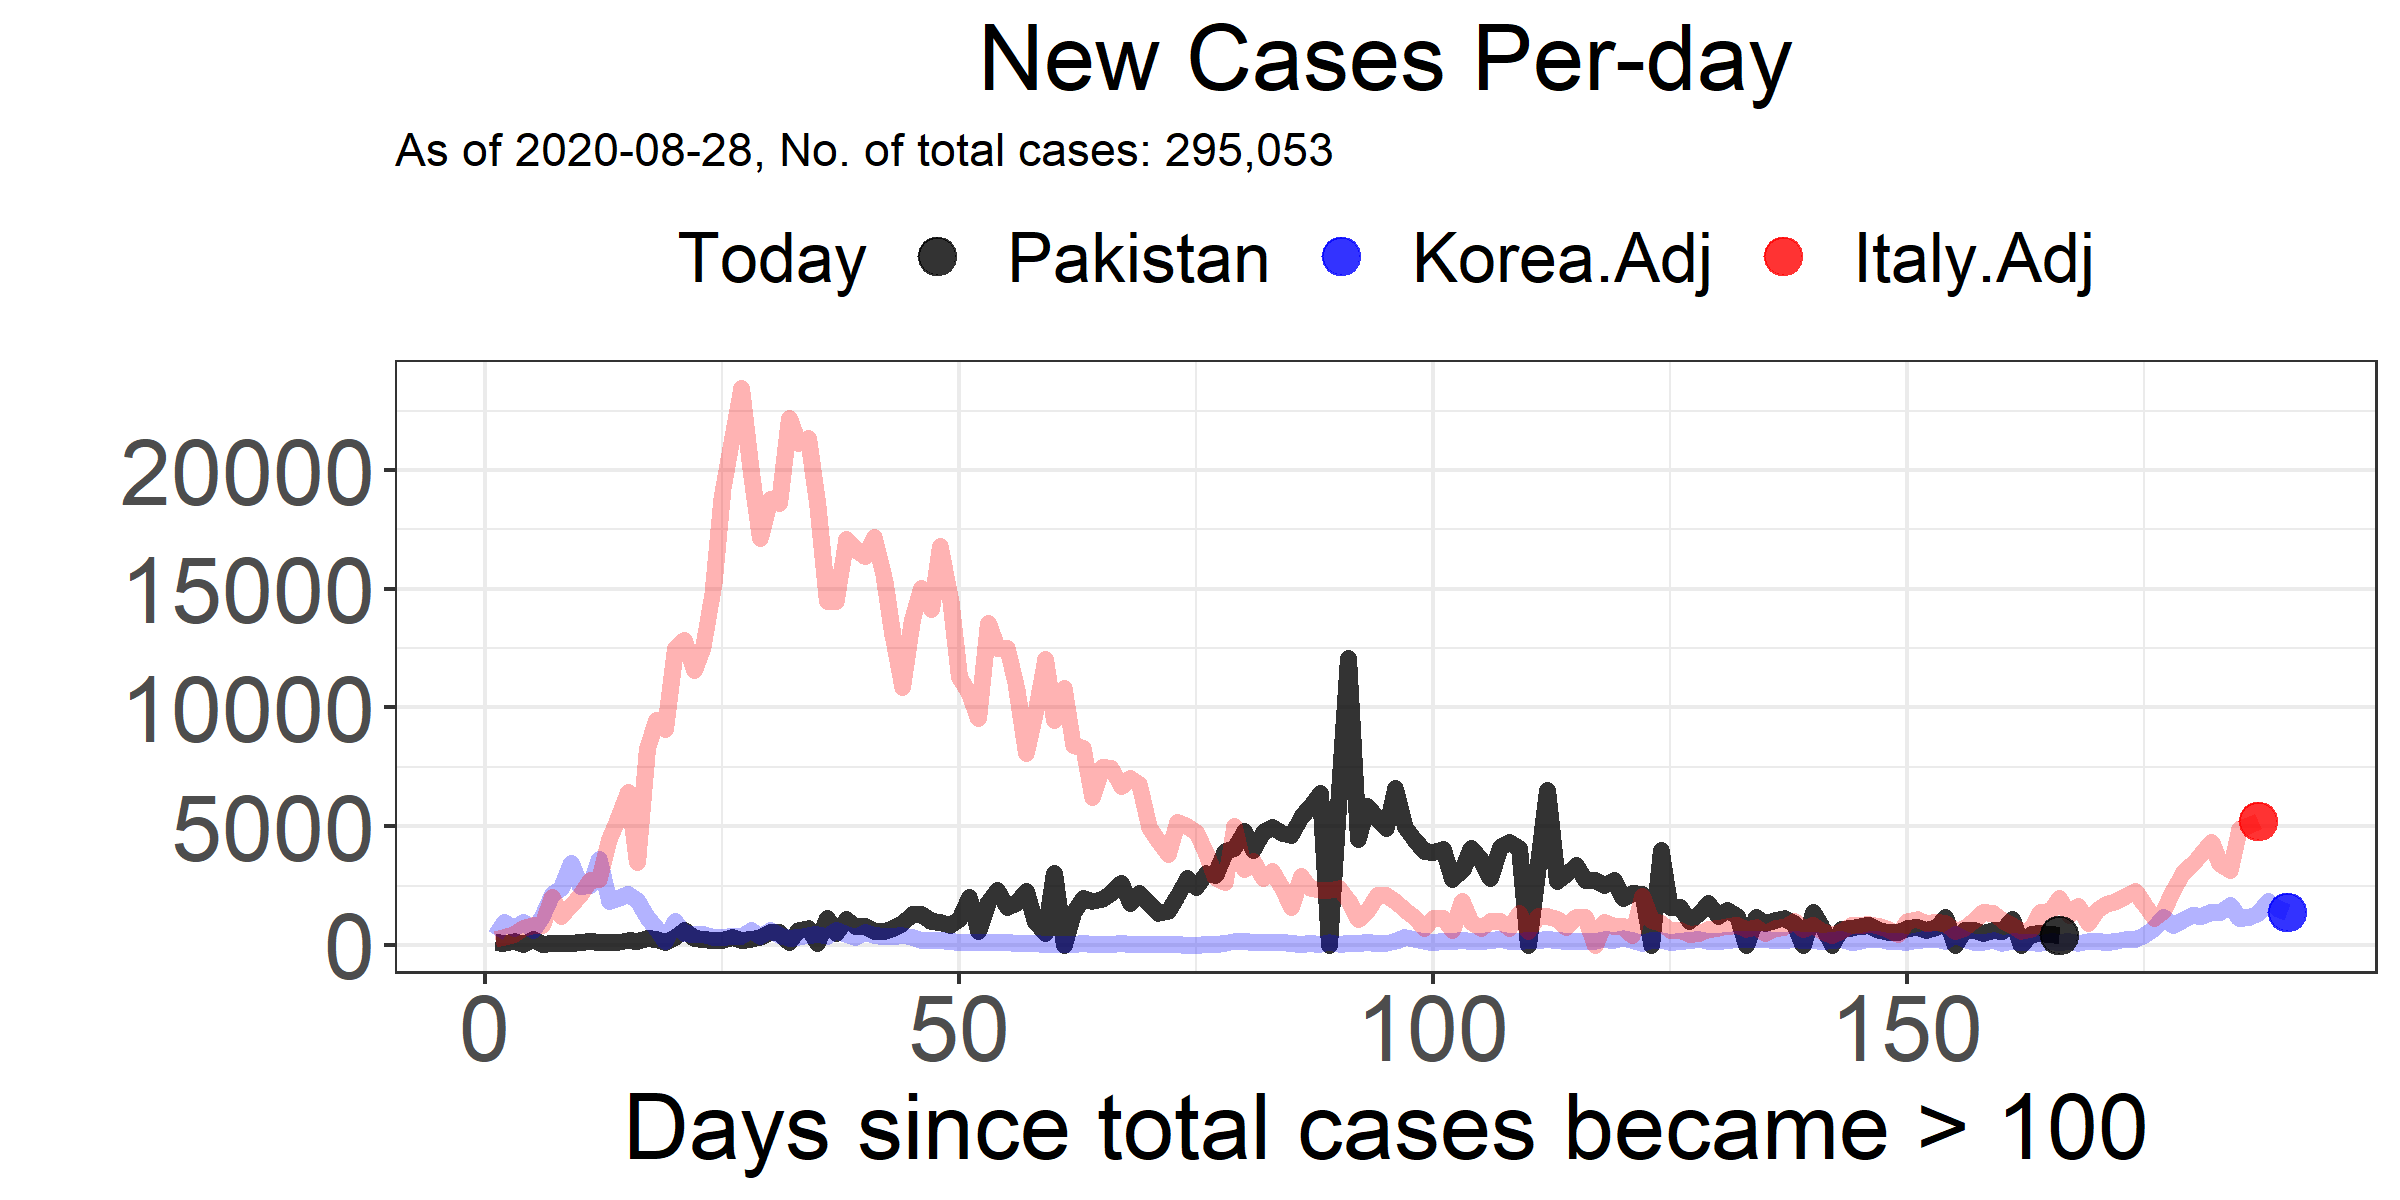 New Cases Per-day
As of 2020-08-28, No. of total cases: 295,053
Today Pakistan Korea.Adj Italy.Adj
20000
15000
10000
5000
0
0 50 100 150
Days since total cases became > 100